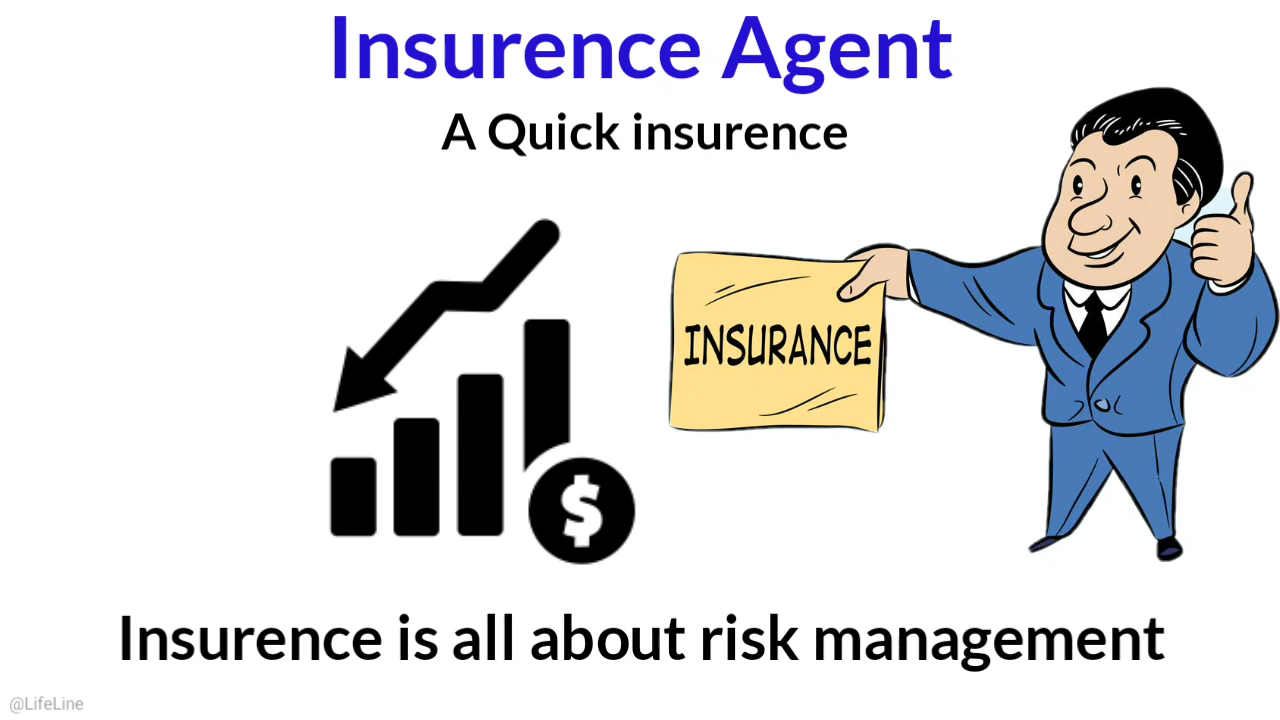 Insurence Agent
A Quick insurence
INSURANCE
$
Insurence is all about risk management
@LifeLine